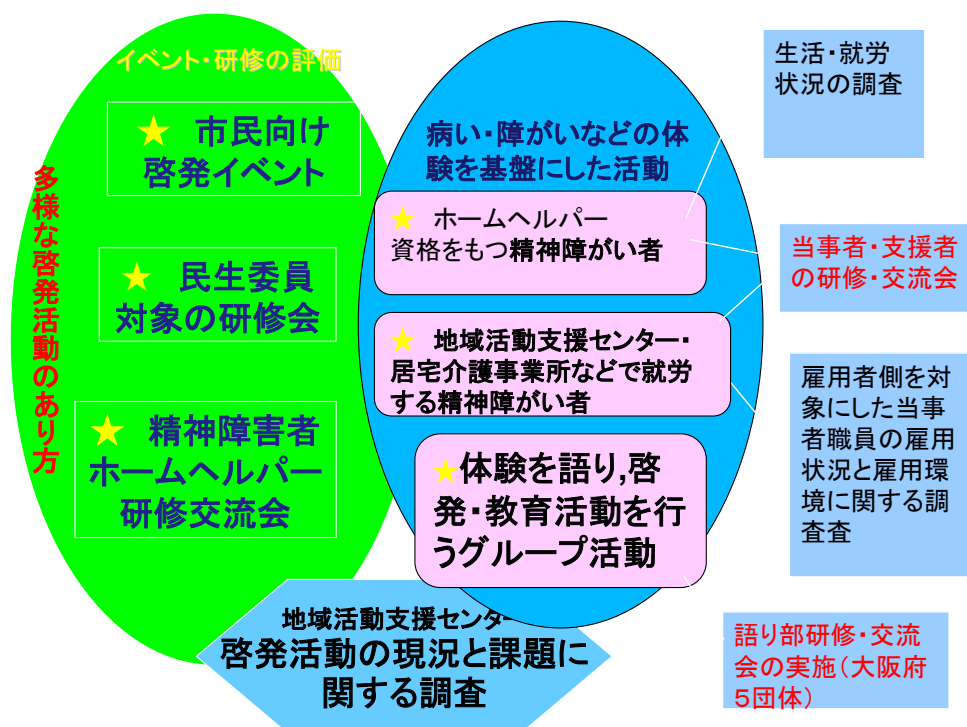 イベント・研修の評価
★ 市民向け
啓発イベント
多様な啓発活動のあり方
★ 民生委員
対象の研修会
★ 精神障害者
ホームヘルパー
研修交流会
病い・障がいなどの体
験を基盤にした活動
★ ホームヘルパー
資格をもつ精神障がい者
★ 地域活動支援センター・
居宅介護事業所などで就労
する精神障がい者
★体験を語り,啓
発・教育活動を行
うグループ活動
地域活動支援センター
啓発活動の現況と課題に
関する調査
生活・就労
状況の調査
当事者・支援者
の研修・交流会
雇用者側を対
象にした当事
者職員の雇用
状況と雇用環
境に関する調
査査
語り部研修・交流
会の実施(大阪府
5団体)